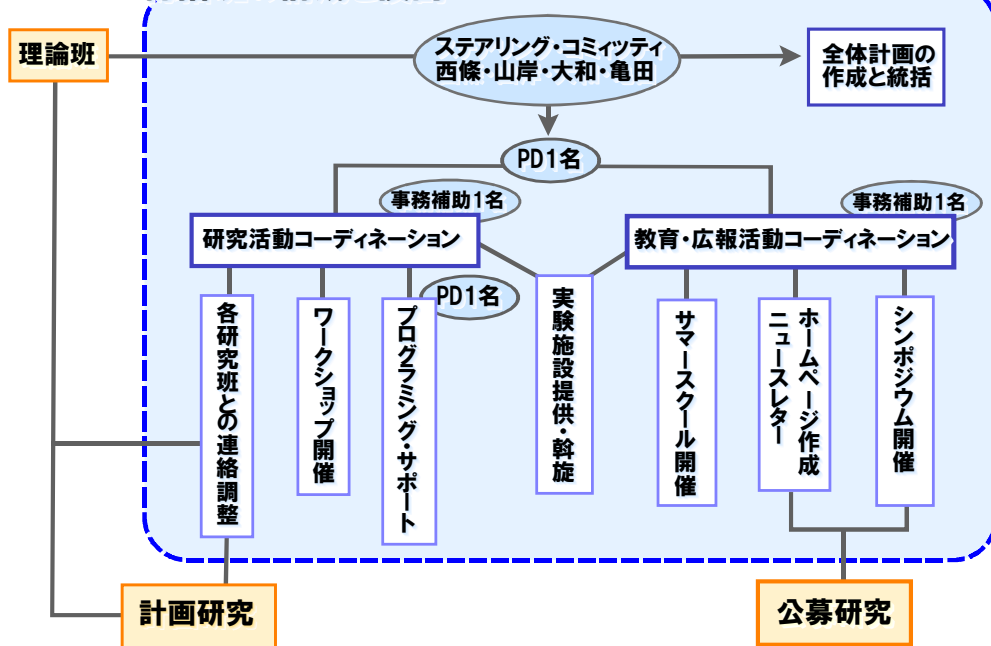 理論班
ステアリング・コミィッティ
西條・山岸・大和・亀田
全体計画の
作成と統括
PD1名
事務補助1名
事務補助1名
研究活動コーディネーション
教育・広報活動コーディネーション
PD1名
各研究班との連絡調整
ワークショップ開催
プログラミング・サポート
実験施設提供・斡旋
サマースクール開催
ホームページ作成
ニュースレター
シンポジウム開催
計画研究
公募研究